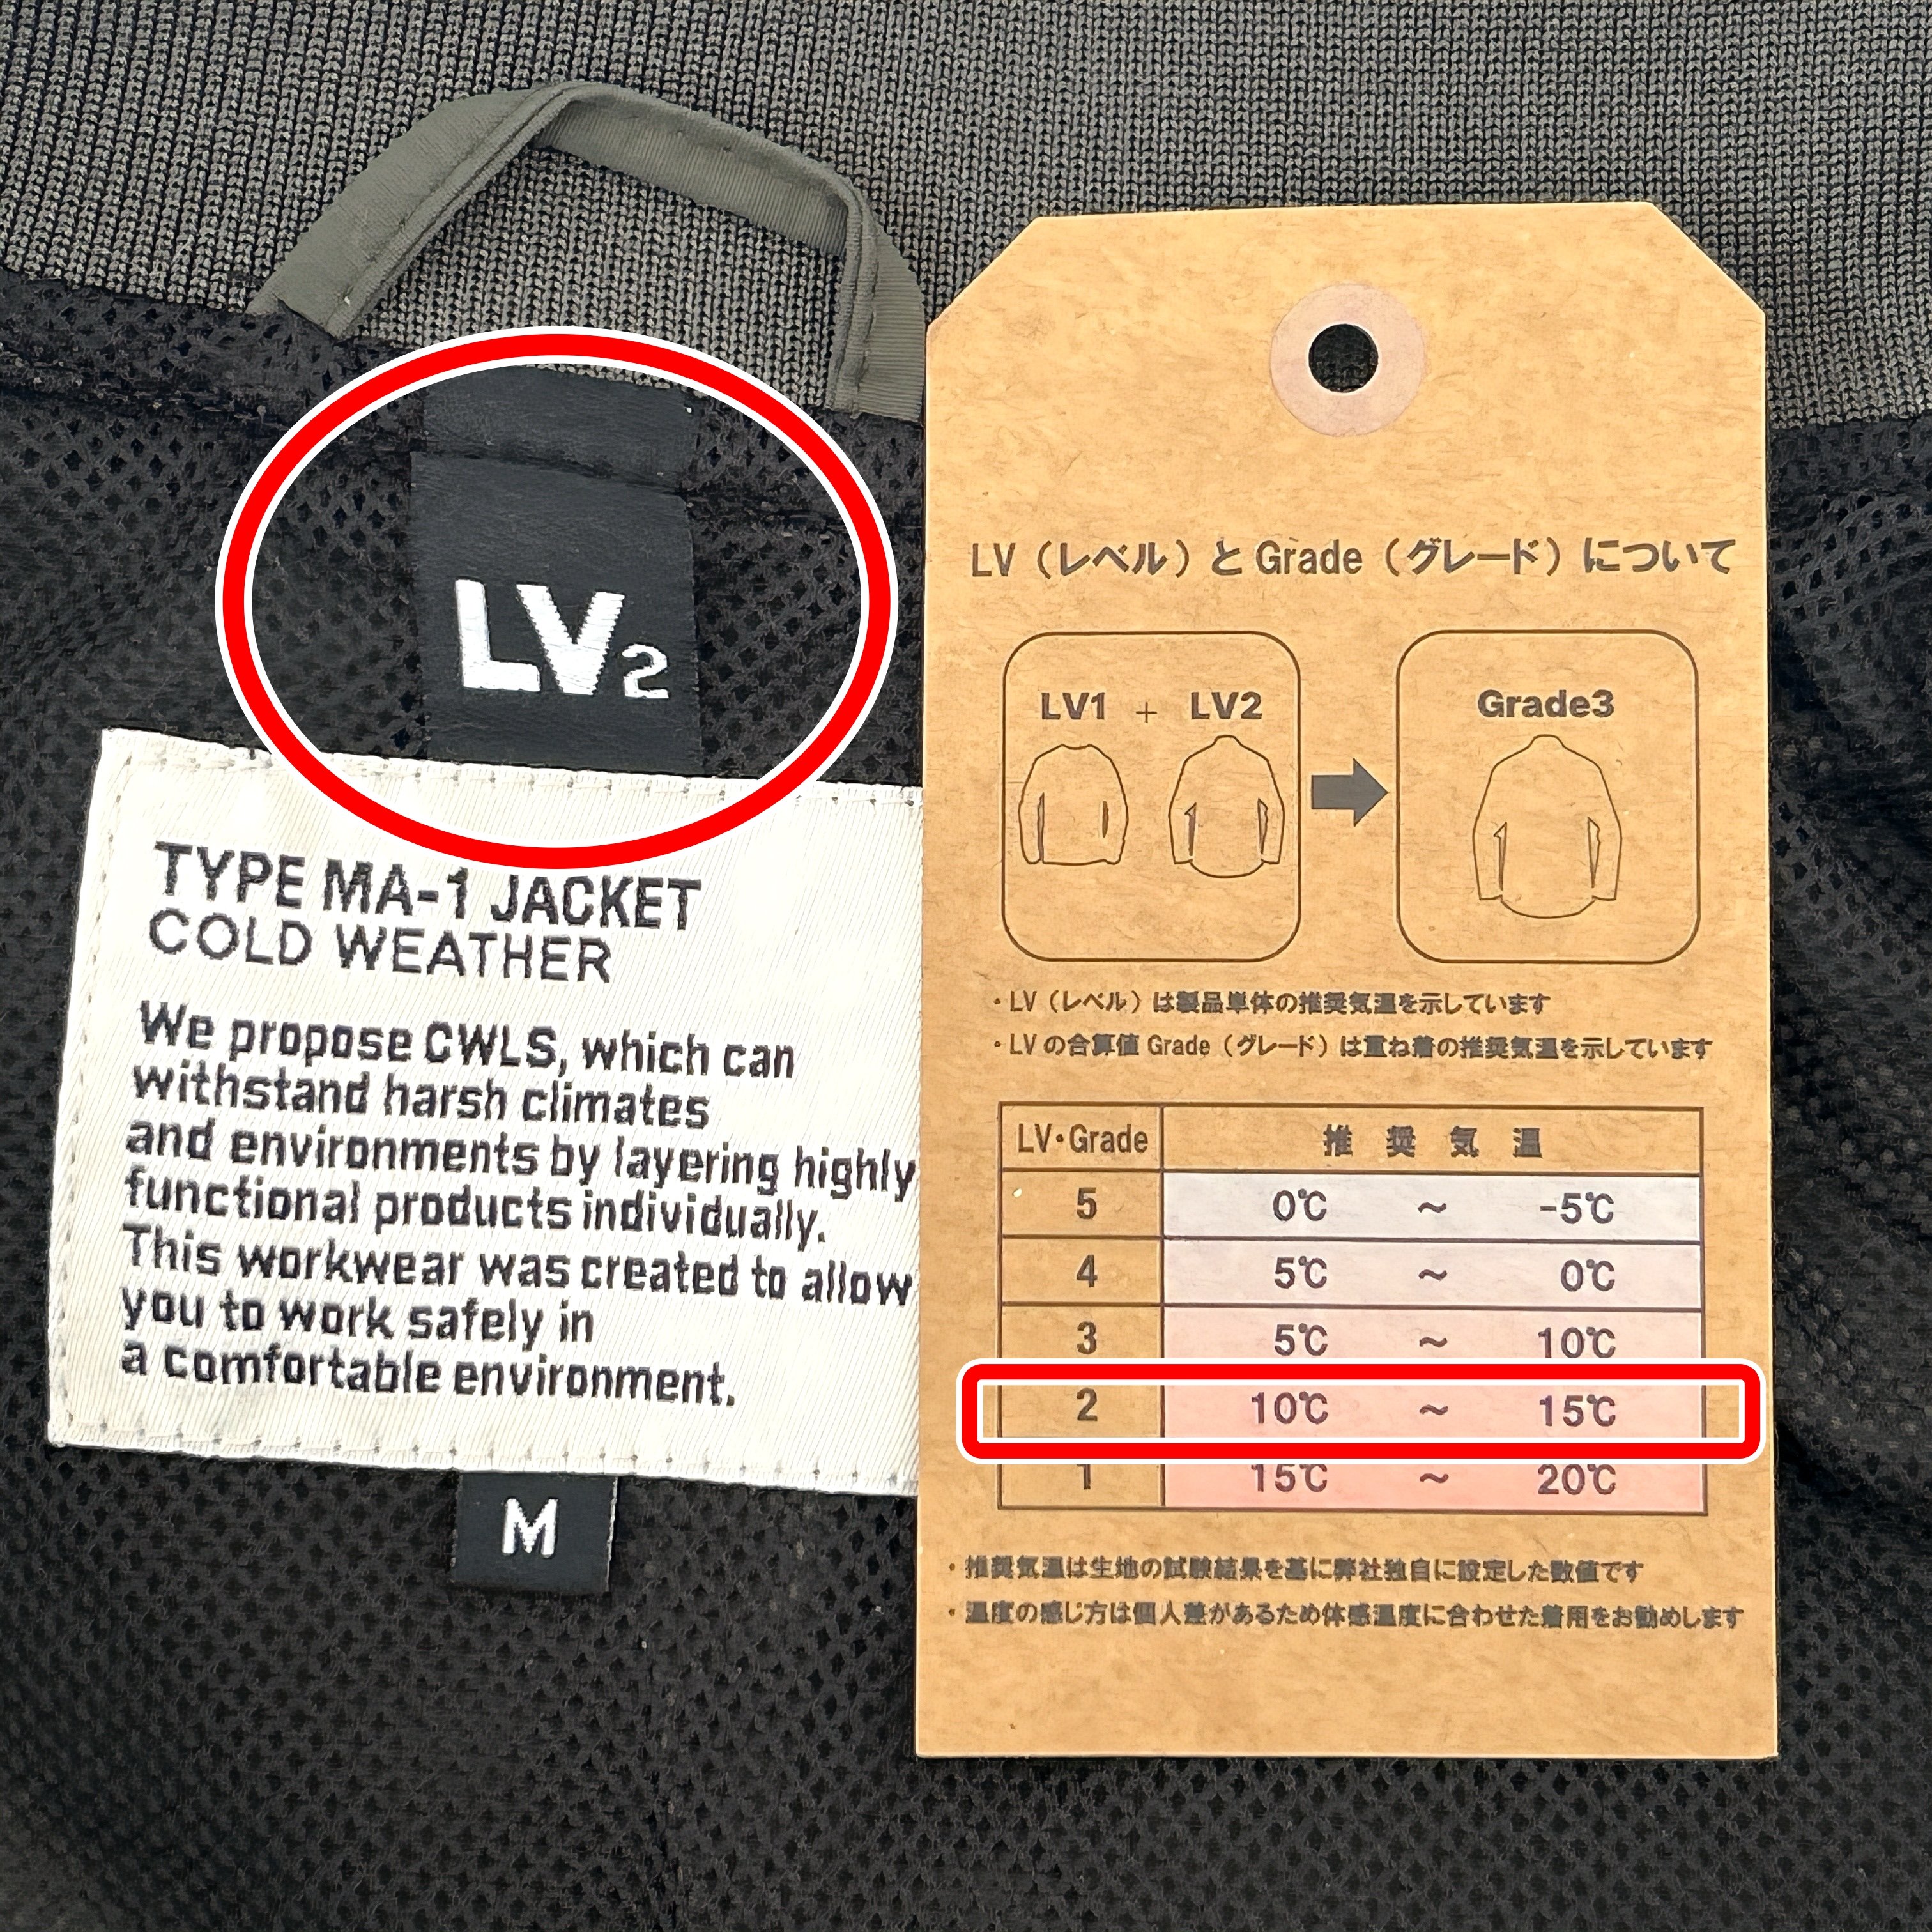 LV2
TYPE MA-1 JACKET
COLD WEATHER
We propose CWLS, which can
withstand harsh climates
and environments by layering highly
functional products individually.
This workwear was created to allow
you to work safely in
a comfortable environment.
M
LV（レベル）とGrade（グレード）について
LV1 + LV2
Grade3
・LV（レベル）は製品単体の推奨気温を示しています
・LVの合算値Grade（グレード）は重ね着の推奨気温を示しています
LV・Grade 推奨気温
5 0℃ ～ -5℃
4 5℃ ～ 0℃
3 5℃ ～ 10℃
2 10℃ ～ 15℃
1 15℃ ～ 20℃
・推奨気温は生地の試験結果を基に弊社独自に設定した数値です
・温度の感じ方は個人差があるため体感温度に合わせた着用をお勧めします